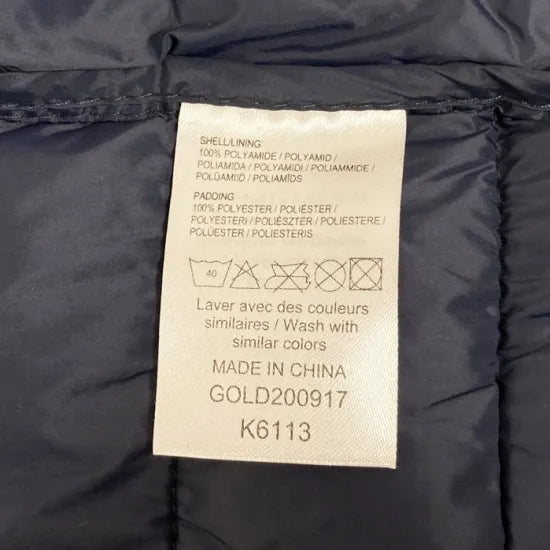 SHELL/LINING
100% POLYAMIDE / POLYAMID /
POLIAMIDA / POLYAMIDI / POLIAMMIDE /
POLÜAMIID / POLIAMĪDS
PADDING
100% POLYESTER / POLIÉSTER /
POLYESTERI / POLIÉSZTER / POLIESTERE /
POLÜESTER / POLIESTERIS
40
Laver avec des couleurs
similaires / Wash with
similar colors
MADE IN CHINA
GOLD200917
K6113